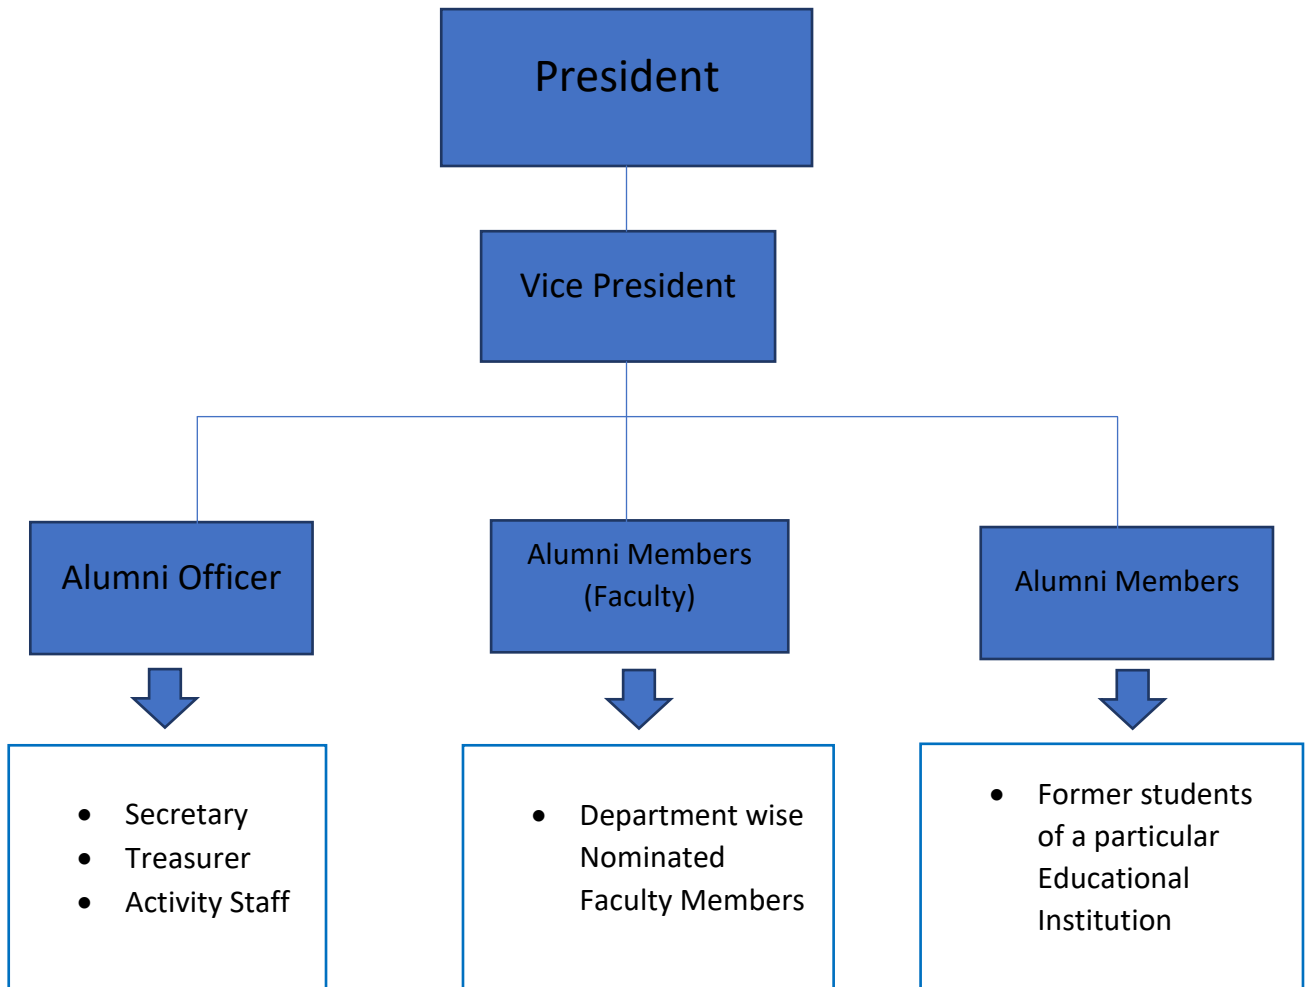 President
Vice President
Alumni Officer
Alumni Members
(Faculty)
Alumni Members
• Secretary
• Treasurer
• Activity Staff
• Department wise
Nominated
Faculty Members
• Former students
of a particular
Educational
Institution